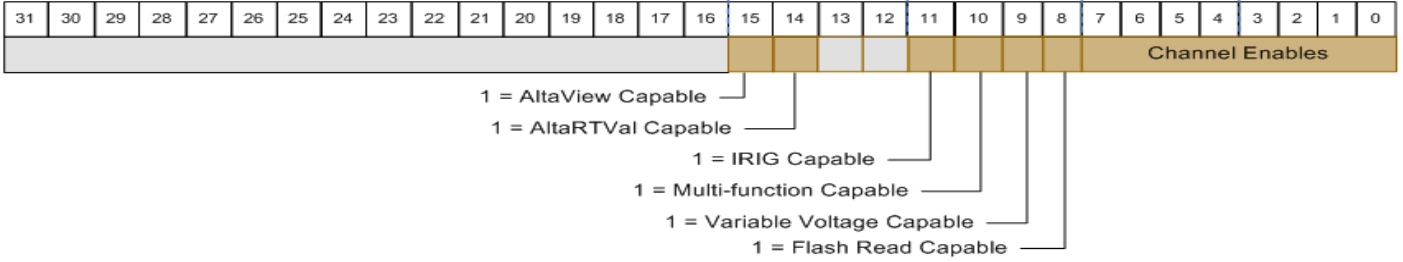 31 30 29 28 27 26 25 24 23 22 21 20 19 18 17 16 15 14 13 12 11 10 9 8 7 6 5 4 3 2 1 0
Channel Enables
1 = AltaView Capable
1 = AltaRTVal Capable
1 = IRIG Capable
1 = Multi-function Capable
1 = Variable Voltage Capable
1 = Flash Read Capable